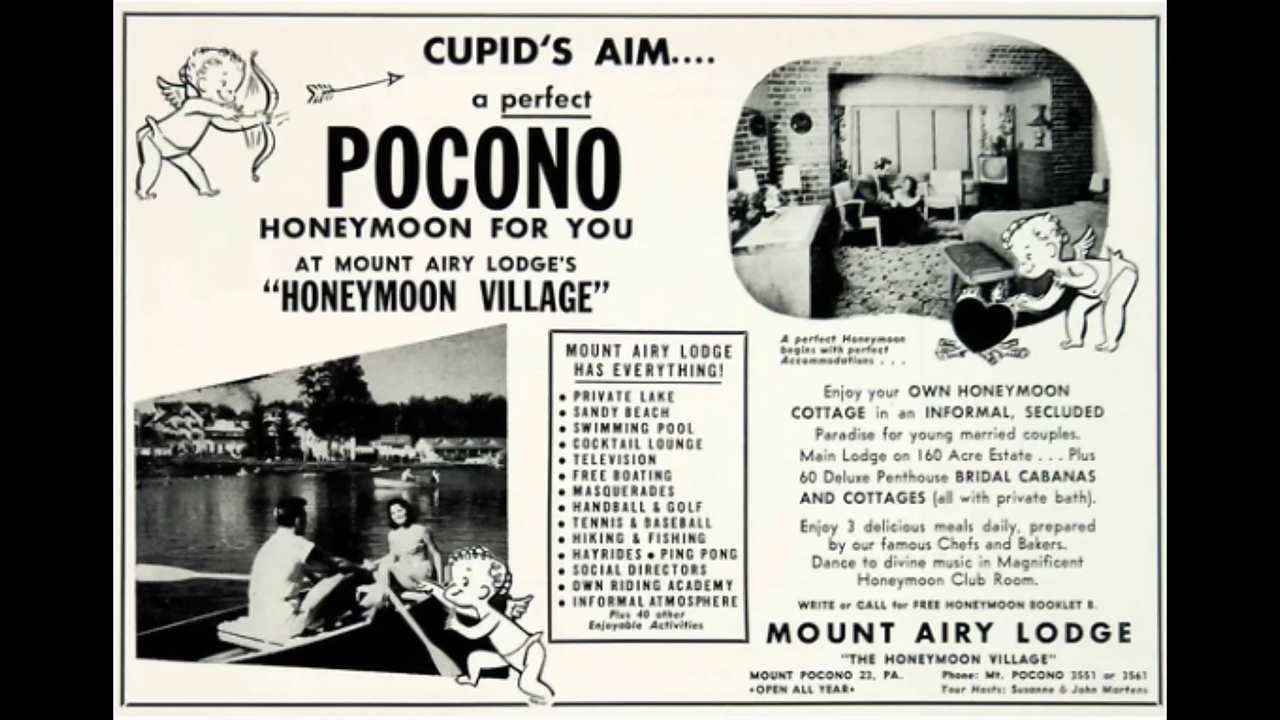 CUPID'S AIM....
a perfect
POCONO
HONEYMOON FOR YOU
AT MOUNT AIRY LODGE'S
"HONEYMOON VILLAGE"
MOUNT AIRY LODGE
HAS EVERYTHING!
• PRIVATE LAKE
• SANDY BEACH
• SWIMMING POOL
• COCKTAIL LOUNGE
• TELEVISION
• FREE BOATING
• MASQUERADES
• HANDBALL & GOLF
• TENNIS & BASEBALL
• HIKING & FISHING
• HAYRIDES • PING PONG
• SOCIAL DIRECTORS
• OWN RIDING ACADEMY
• INFORMAL ATMOSPHERE
Plus 40 other
Enjoyable Activities
A perfect Honeymoon
begins with perfect
Accommodations . . .
Enjoy your OWN HONEYMOON
COTTAGE in an INFORMAL, SECLUDED
Paradise for young married couples.
Main Lodge on 160 Acre Estate . . . Plus
60 Deluxe Penthouse BRIDAL CABANAS
AND COTTAGES (all with private bath).
Enjoy 3 delicious meals daily, prepared
by our famous Chefs and Bakers.
Dance to divine music in Magnificent
Honeymoon Club Room.
WRITE or CALL for FREE HONEYMOON BOOKLET B.
MOUNT AIRY LODGE
"THE HONEYMOON VILLAGE"
MOUNT POCONO 23, PA. Phone: Mt. POCONO 3551 or 3561
•OPEN ALL YEAR• Your Hosts: Suzanne & John Martens